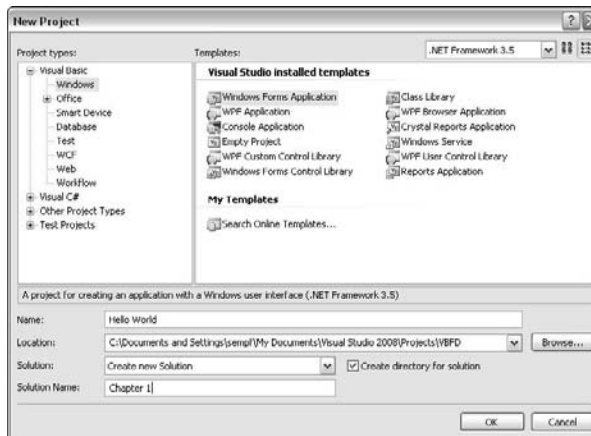 New Project
Project types:
Templates:
.NET Framework 3.5
Visual Basic
Windows
Office
Smart Device
Database
Test
WCF
Web
Workflow
Visual C#
Other Project Types
Test Projects
Visual Studio installed templates
Windows Forms Application
WPF Application
Console Application
Empty Project
WPF Custom Control Library
Windows Forms Control Library
Class Library
WPF Browser Application
Crystal Reports Application
Windows Service
WPF User Control Library
Reports Application
My Templates
Search Online Templates...
A project for creating an application with a Windows user interface (.NET Framework 3.5)
Name:
Hello World
Location:
C:\Documents and Settings\sempf\My Documents\Visual Studio 2008\Projects\VBFD
Browse...
Solution:
Create new Solution
Create directory for solution
Solution Name:
Chapter 1
OK
Cancel